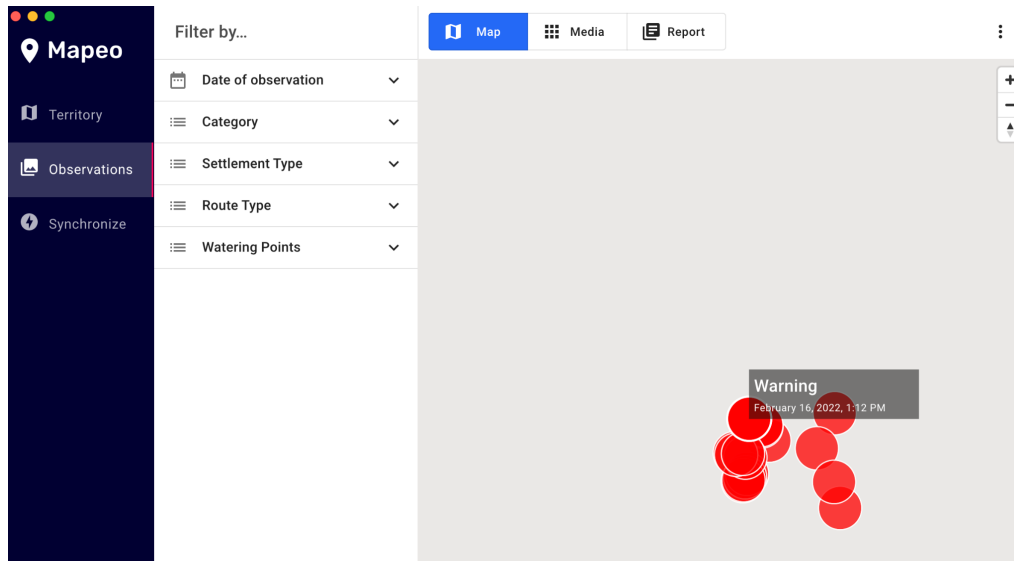 Mapeo
Territory
Observations
Synchronize
Filter by...
Date of observation
Category
Settlement Type
Route Type
Watering Points
Map
Media
Report
Warning
February 16, 2022, 1:12 PM